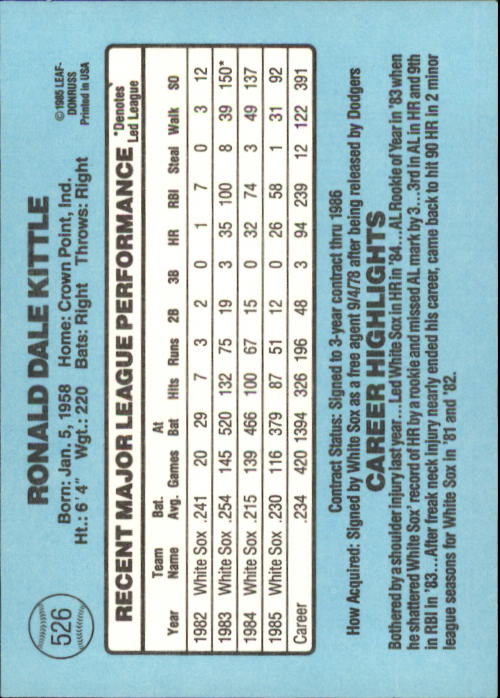 526
RONALD DALE KITTLE
©1985 LEAF-
DONRUSS
Printed in USA
Born: Jan. 5, 1958 Home: Crown Point, Ind.
Ht.: 6'4" Wgt.: 220 Bats: Right Throws: Right
RECENT MAJOR LEAGUE PERFORMANCE *Denotes Led League
Year Team Name Bat. Avg. Games At Bat Hits Runs 2B 3B HR RBI Steal Walk SO
1982 White Sox .241 20 29 7 3 2 0 1 7 0 3 12
1983 White Sox .254 145 520 132 75 19 3 35 100 8 39 150*
1984 White Sox .215 139 466 100 67 15 0 32 74 3 49 137
1985 White Sox .230 116 379 87 51 12 0 26 58 1 31 92
Career .234 420 1394 326 196 48 3 94 239 12 122 391
Contract States: Signed to 3-year contract thru 1986
How Acquired: Signed by White Sox as a free agent 9/4/78 after being released by Dodgers
CAREER HIGHLIGHTS
Bothered by a shoulder injury last year...Led White Sox in HR in '84...AL Rookie of Year in '83 when
he shattered White Sox' record of HR by a rookie and missed AL mark by 3...3rd in AL in HR and 9th
in RBI in '83...After freak neck injury nearly ended his career, came back to hit 90 HR in 2 minor
league seasons for White Sox in '81 and '82.